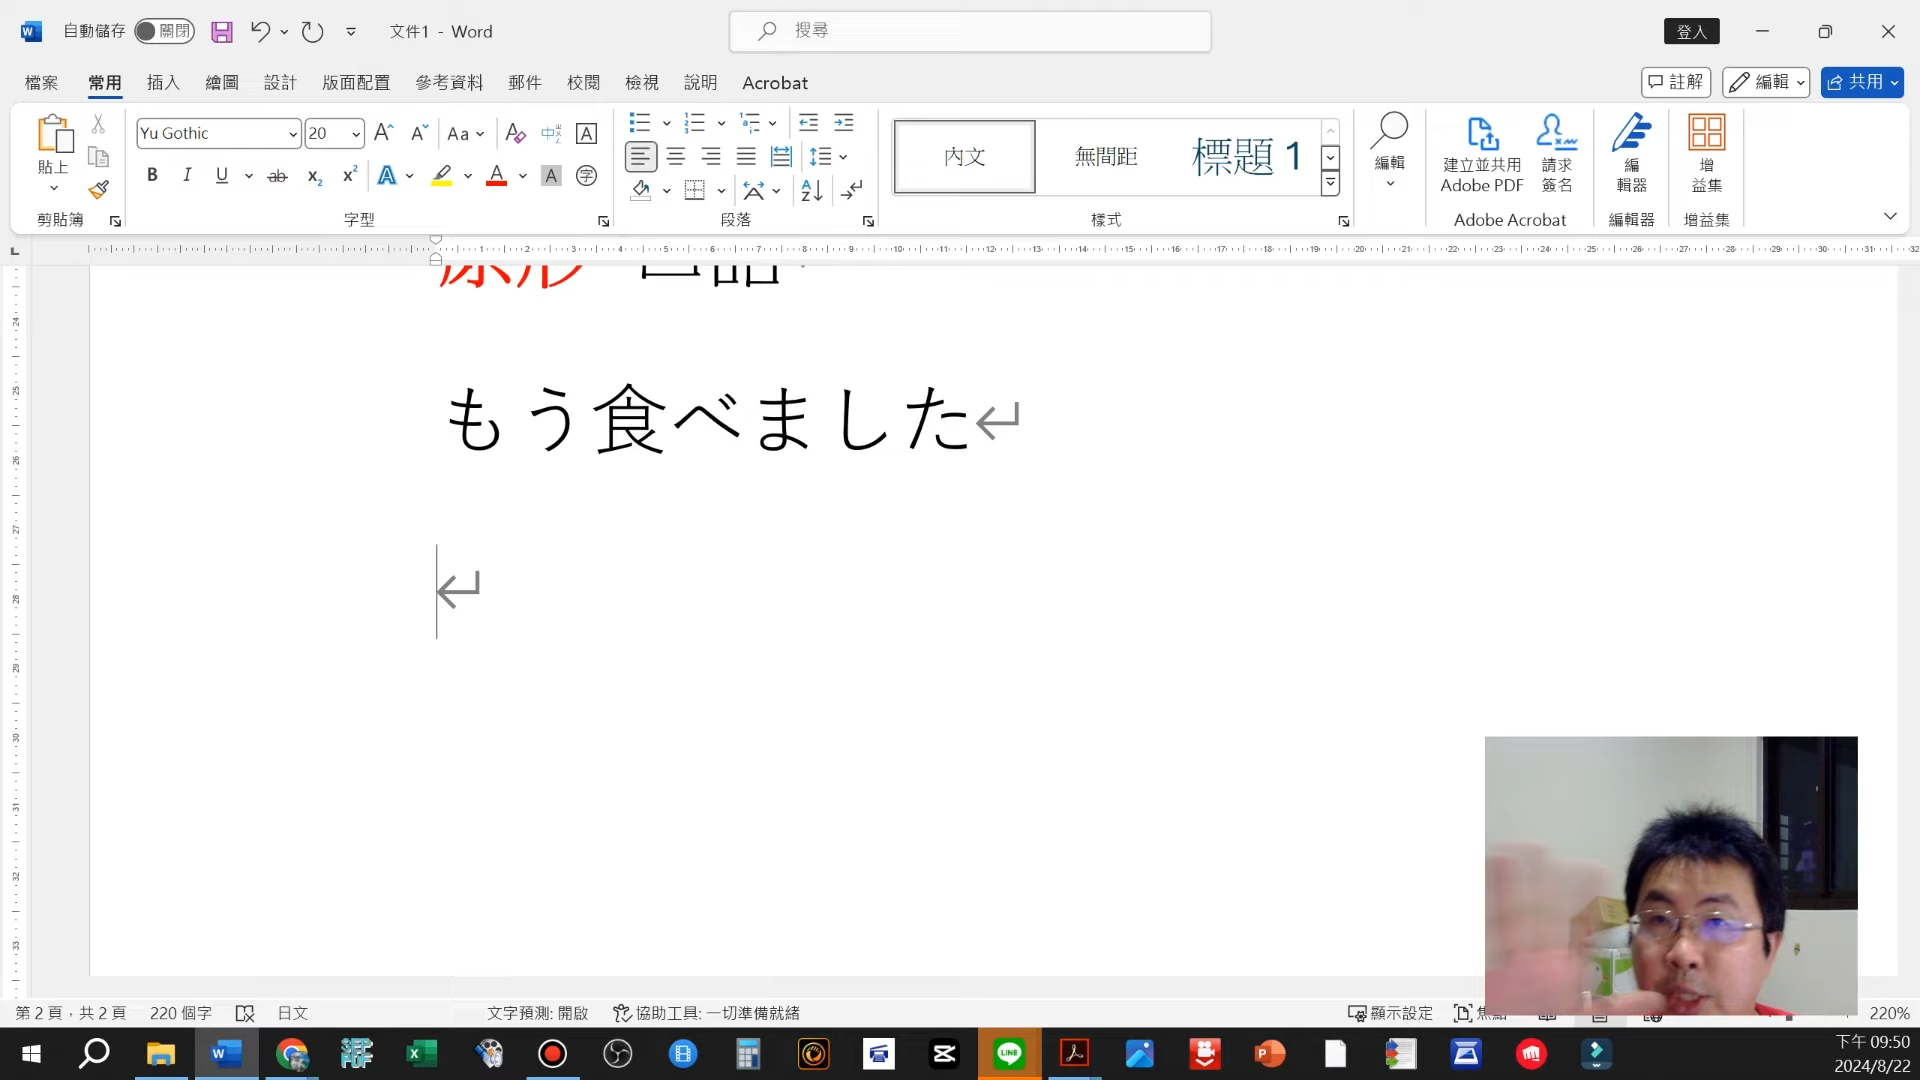 自動儲存 關閉 文件1 - Word 搜尋 登入
檔案 常用 插入 繪圖 設計 版面配置 參考資料 郵件 校閱 檢視 說明 Acrobat 註解 編輯 共用
貼上 Yu Gothic 20 內文 無間距 標題 1 編輯 建立並共用 Adobe PDF 請求 簽名 編 輯器 增 益集
剪貼簿 字型 段落 樣式 Adobe Acrobat 編輯器 增益集
もう食べました
第 2 頁,共 2 頁 220 個字 日文 文字預測: 開啟 協助工具: 一切準備就緒 顯示設定 220%
下午 09:50
2024/8/22